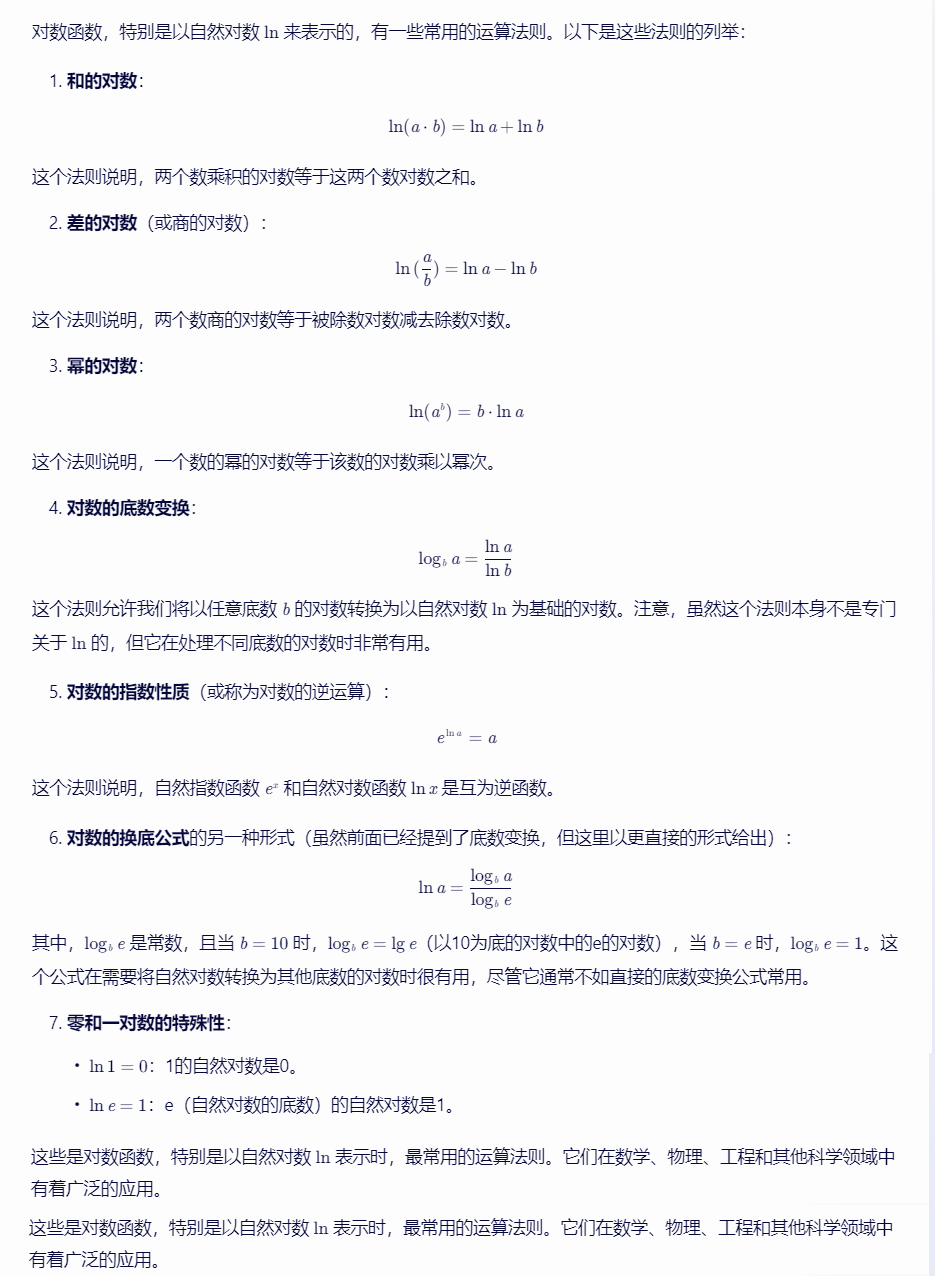 对数函数，特别是以自然对数 ln 来表示的，有一些常用的运算法则。以下是这些法则的列举：
1. 和的对数：
ln(a · b) = ln a + ln b
这个法则说明，两个数乘积的对数等于这两个数对数之和。
2. 差的对数（或商的对数）：
ln (a/b) = ln a − ln b
这个法则说明，两个数商的对数等于被除数对数减去除数对数。
3. 幂的对数：
ln(a^b) = b · ln a
这个法则说明，一个数的幂的对数等于该数的对数乘以幂次。
4. 对数的底数变换：
log_b a = ln a / ln b
这个法则允许我们将以任意底数 b 的对数转换为以自然对数 ln 为基础的对数。注意，虽然这个法则本身不是专门
关于 ln 的，但它在处理不同底数的对数时非常有用。
5. 对数的指数性质（或称为对数的逆运算）：
e^{ln a} = a
这个法则说明，自然指数函数 e^x 和自然对数函数 ln x 是互为逆函数。
6. 对数的换底公式的另一种形式（虽然前面已经提到了底数变换，但这里以更直接的形式给出）：
ln a = log_b a / log_b e
其中，log_b e 是常数，且当 b = 10 时，log_b e = lg e（以10为底的对数中的e的对数），当 b = e 时，log_b e = 1。这
个公式在需要将自然对数转换为其他底数的对数时很有用，尽管它通常不如直接的底数变换公式常用。
7. 零和一对数的特殊性：
• ln 1 = 0：1的自然对数是0。
• ln e = 1：e（自然对数的底数）的自然对数是1。
这些是对数函数，特别是以自然对数 ln 表示时，最常用的运算法则。它们在数学、物理、工程和其他科学领域中
有着广泛的应用。
这些是对数函数，特别是以自然对数 ln 表示时，最常用的运算法则。它们在数学、物理、工程和其他科学领域中
有着广泛的应用。